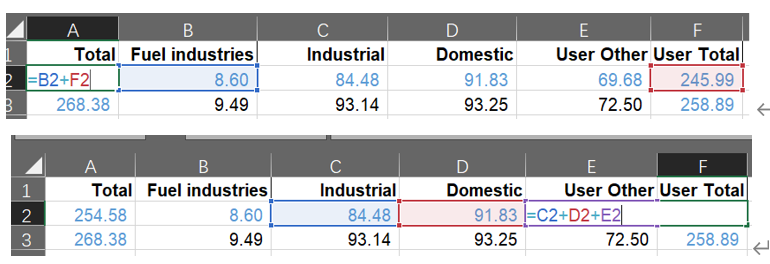 A B C D E F
1 Total Fuel industries Industrial Domestic User Other User Total
2 =B2+F2 8.60 84.48 91.83 69.68 245.99
3 268.38 9.49 93.14 93.25 72.50 258.89 ←
A B C D E F
1 Total Fuel industries Industrial Domestic User Other User Total
2 254.58 8.60 84.48 91.83 =C2+D2+E2
3 268.38 9.49 93.14 93.25 72.50 258.89 ↵